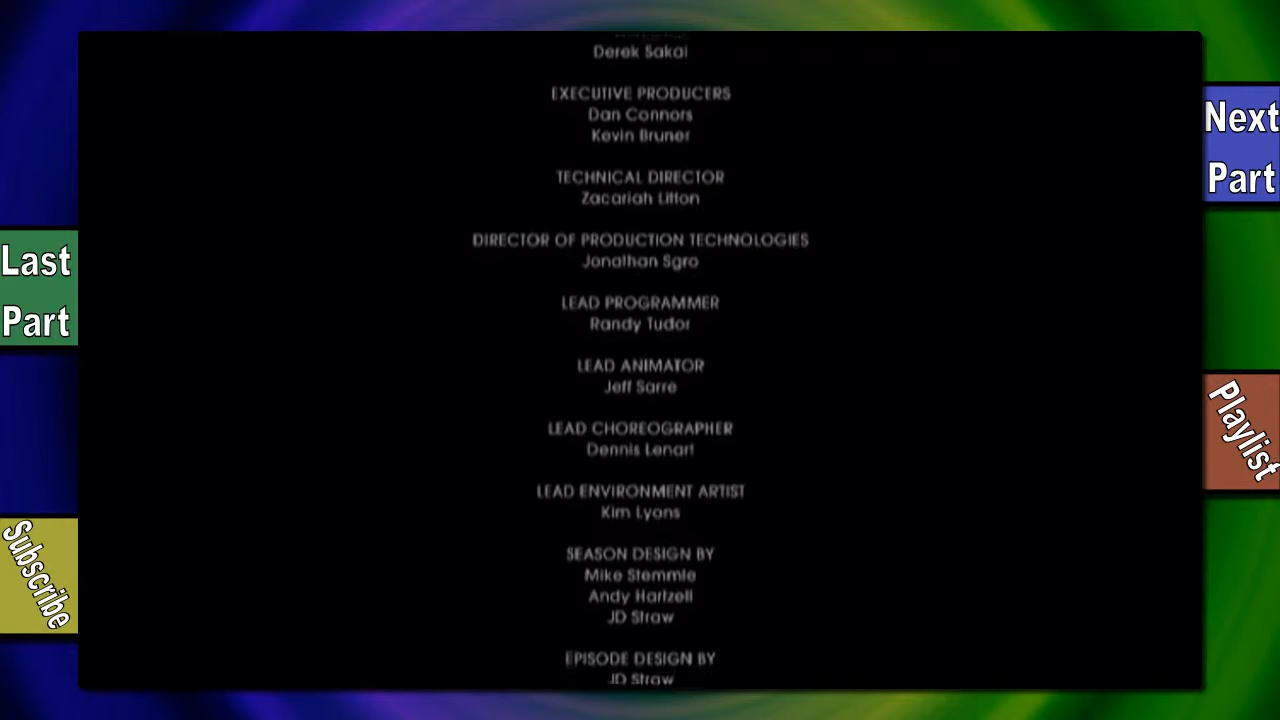 Derek Sakai
EXECUTIVE PRODUCERS
Dan Connors
Kevin Bruner
TECHNICAL DIRECTOR
Zacariah Litton
DIRECTOR OF PRODUCTION TECHNOLOGIES
Jonathan Sgro
LEAD PROGRAMMER
Randy Tudor
LEAD ANIMATOR
Jeff Sarre
LEAD CHOREOGRAPHER
Dennis Lenart
LEAD ENVIRONMENT ARTIST
Kim Lyons
SEASON DESIGN BY
Mike Stemmle
Andy Hartzell
JD Straw
EPISODE DESIGN BY
JD Straw
Last
Part
Subscribe
Next
Part
Playlist